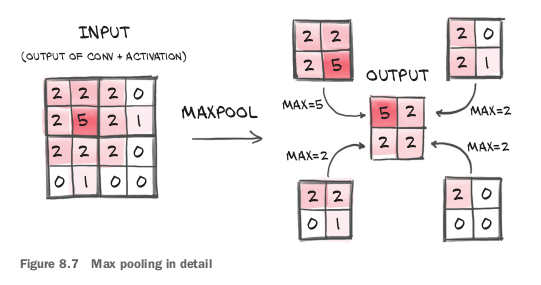 INPUT
(OUTPUT OF CONV + ACTIVATION)
2 2 2 0
2 5 2 1
2 2 2 0
0 1 0 0
MAXPOOL
2 2
2 5
2 0
2 1
OUTPUT
MAX=5
5 2
2 2
MAX=2
MAX=2
MAX=2
2 2
0 1
2 0
0 0
Figure 8.7 Max pooling in detail